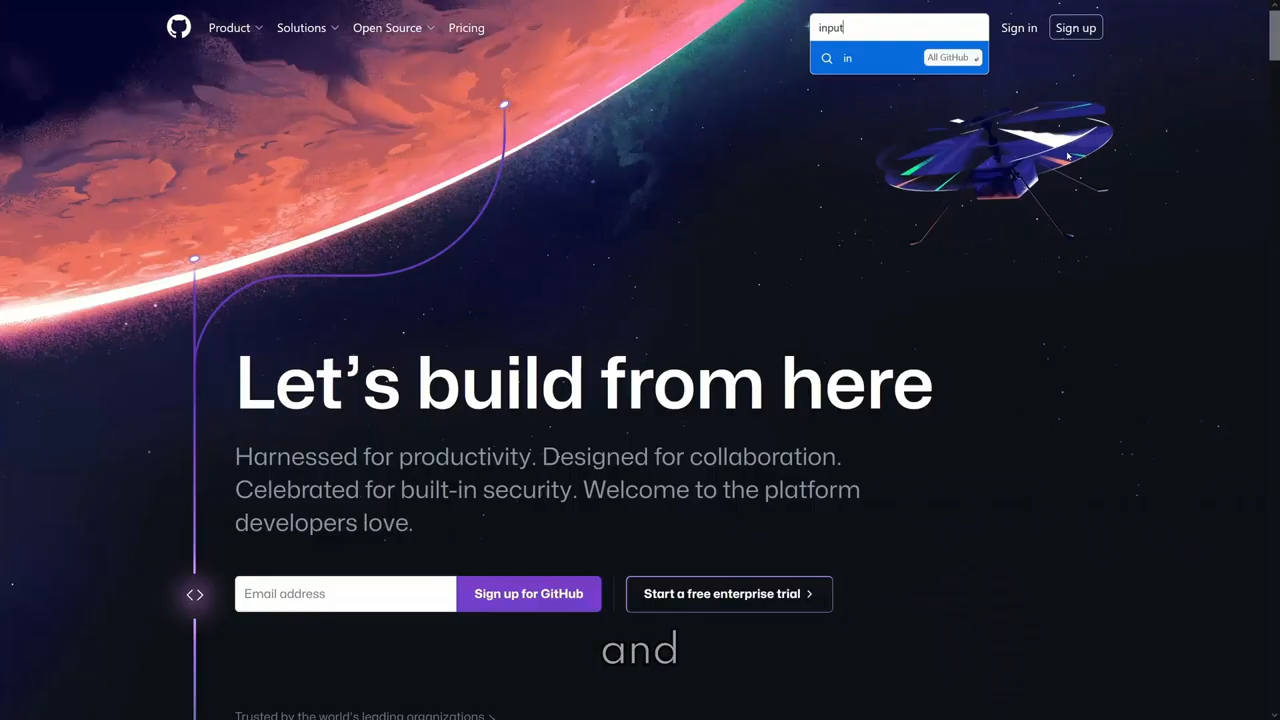 Product Solutions Open Source Pricing input Sign in Sign up
in All GitHub
Let's build from here
Harnessed for productivity. Designed for collaboration.
Celebrated for built-in security. Welcome to the platform
developers love.
Email address Sign up for GitHub Start a free enterprise trial
and
Trusted by the world's leading organizations